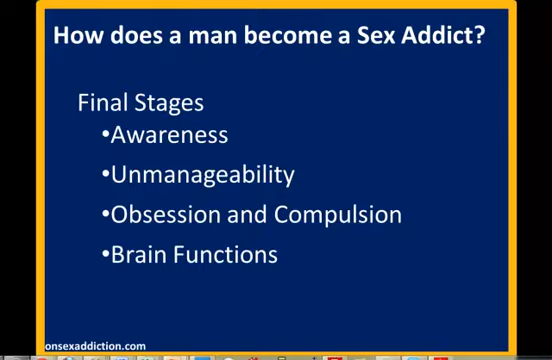 How does a man become a Sex Addict?
Final Stages
•Awareness
•Unmanageability
•Obsession and Compulsion
•Brain Functions
onsexaddiction.com